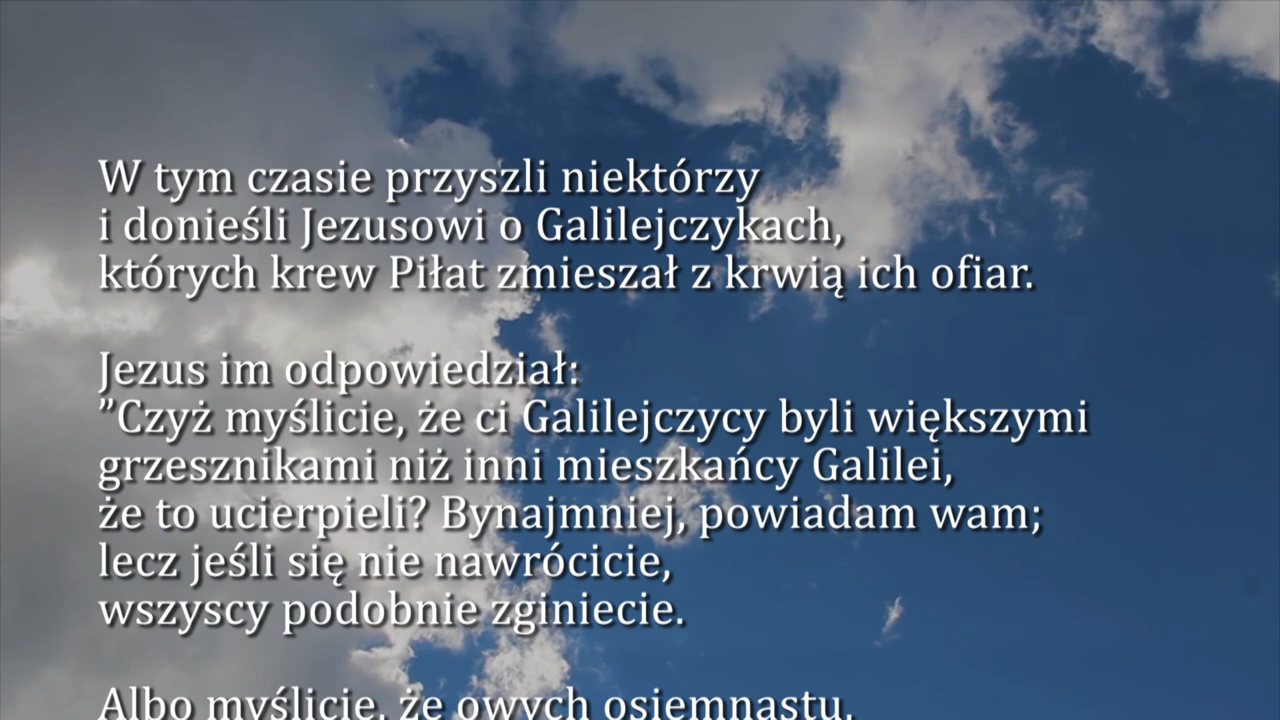 W tym czasie przyszli niektórzy
i donieśli Jezusowi o Galilejczykach,
których krew Piłat zmieszał z krwią ich ofiar.
Jezus im odpowiedział:
”Czyż myślicie, że ci Galilejczycy byli większymi
grzesznikami niż inni mieszkańcy Galilei,
że to ucierpieli? Bynajmniej, powiadam wam;
lecz jeśli się nie nawrócicie,
wszyscy podobnie zginiecie.
Albo myślicie, że owych osiemnastu,